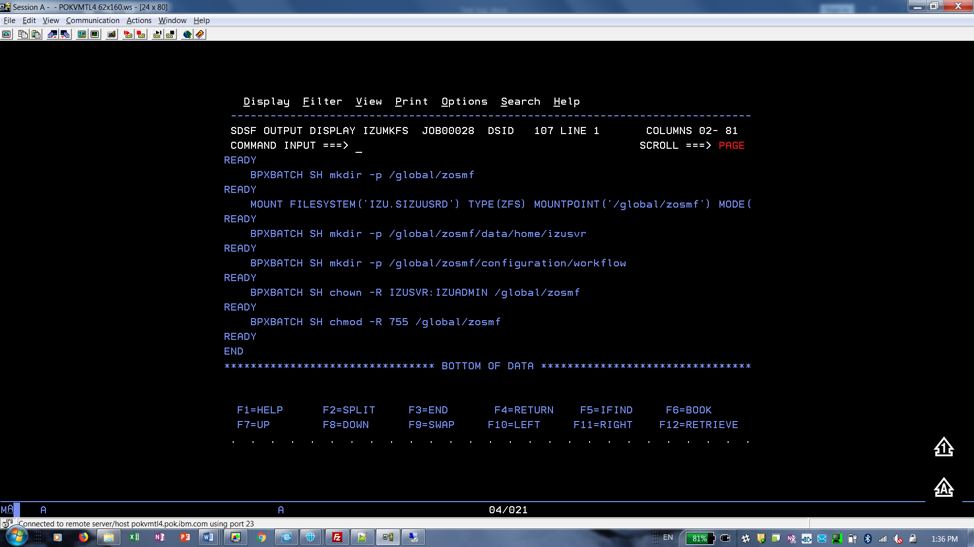 Session A - - POKVMTL4 62x160.ws - [24 x 80]
File Edit View Communication Actions Window Help
Display Filter View Print Options Search Help
--------------------------------------------------------------------------------
SDSF OUTPUT DISPLAY IZUMKFS JOB00028 DSID 107 LINE 1 COLUMNS 02- 81
COMMAND INPUT ===> _ SCROLL ===> PAGE
READY
BPXBATCH SH mkdir -p /global/zosmf
READY
MOUNT FILESYSTEM('IZU.SIZUUSRD') TYPE(ZFS) MOUNTPOINT('/global/zosmf') MODE(
READY
BPXBATCH SH mkdir -p /global/zosmf/data/home/izusvr
READY
BPXBATCH SH mkdir -p /global/zosmf/configuration/workflow
READY
BPXBATCH SH chown -R IZUSVR:IZUADMIN /global/zosmf
READY
BPXBATCH SH chmod -R 755 /global/zosmf
READY
END
******************************** BOTTOM OF DATA ********************************
F1=HELP F2=SPLIT F3=END F4=RETURN F5=IFIND F6=BOOK
F7=UP F8=DOWN F9=SWAP F10=LEFT F11=RIGHT F12=RETRIEVE
1
A
MA A A 04/021
Connected to remote server/host pokvmtl4.pok.ibm.com using port 23
EN 81% 1:36 PM